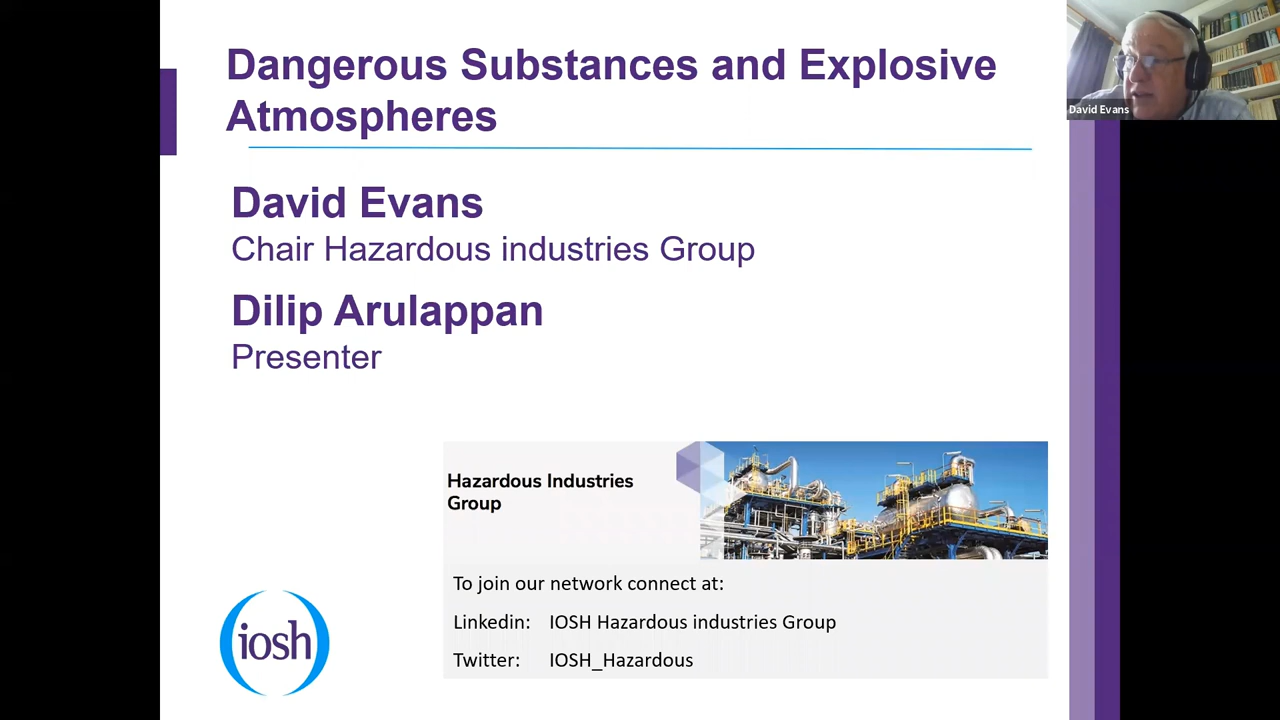 Dangerous Substances and Explosive
Atmospheres
David Evans
David Evans
Chair Hazardous industries Group
Dilip Arulappan
Presenter
Hazardous Industries
Group
To join our network connect at:
Linkedin: IOSH Hazardous industries Group
Twitter: IOSH_Hazardous
iosh